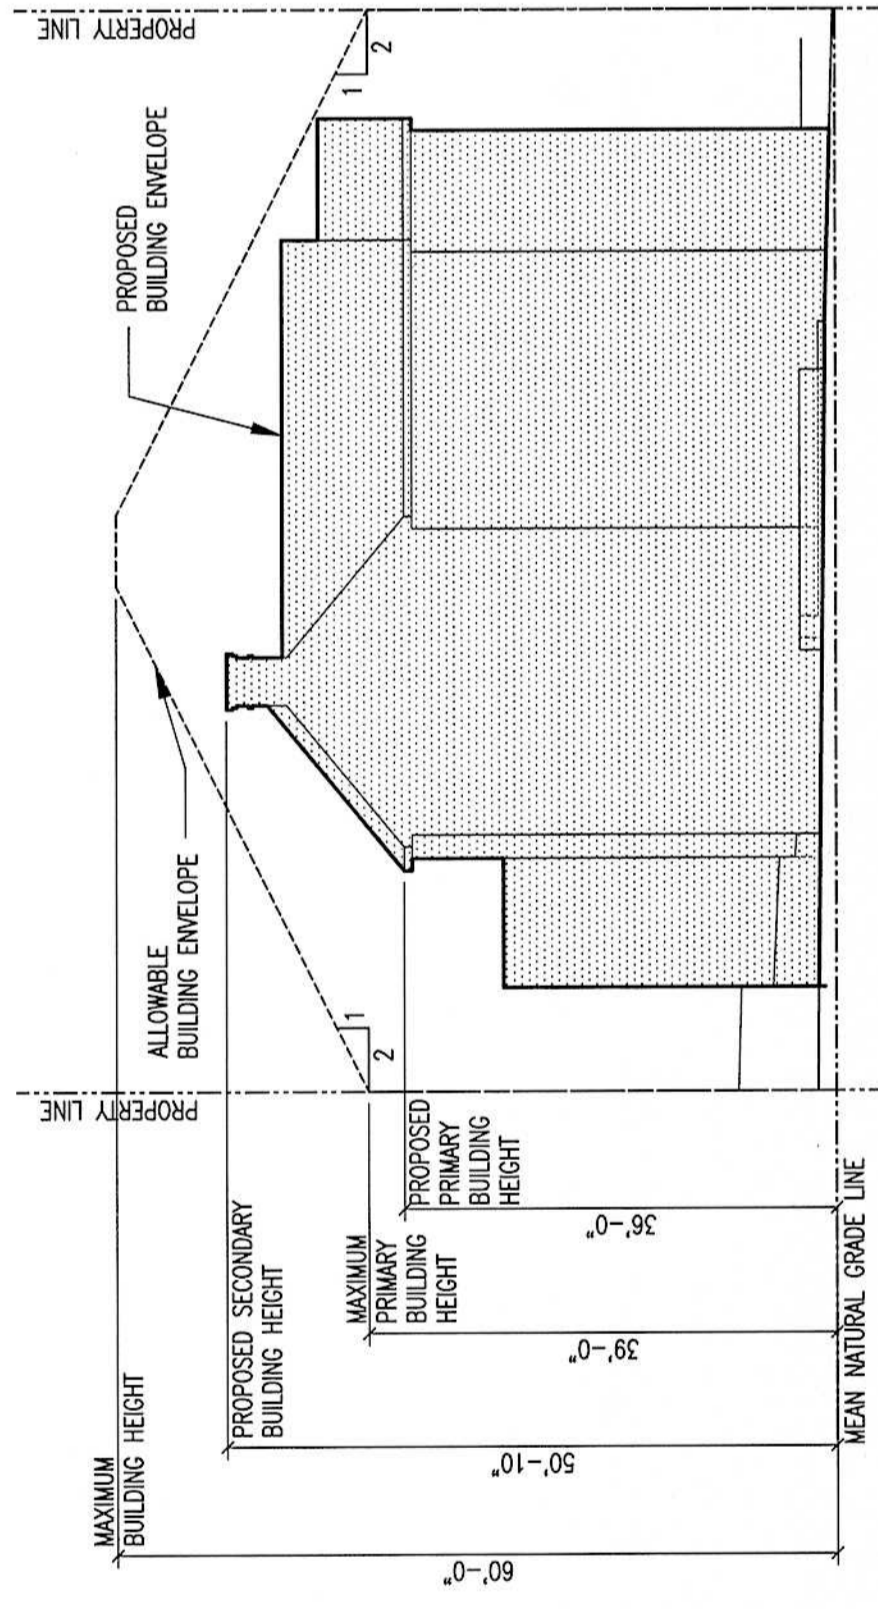 PROPERTY LINE
2
1
PROPOSED
BUILDING ENVELOPE
ALLOWABLE
BUILDING ENVELOPE
1
2
PROPERTY LINE
PROPOSED
PRIMARY
BUILDING
HEIGHT
36'-0"
MAXIMUM
PRIMARY
BUILDING
HEIGHT
39'-0"
PROPOSED SECONDARY
BUILDING HEIGHT
50'-10"
MAXIMUM
BUILDING HEIGHT
60'-0"
MEAN NATURAL GRADE LINE